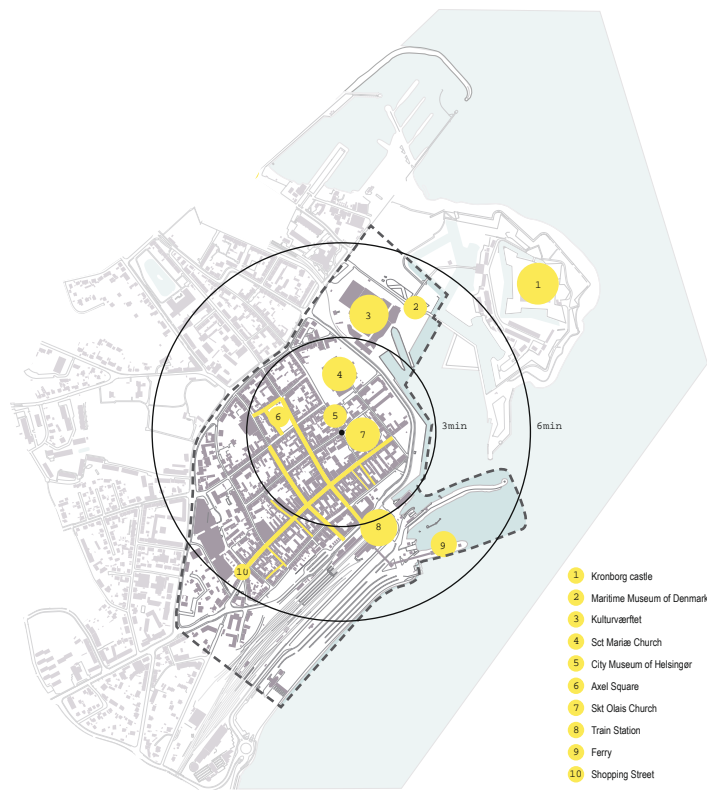 1
2
3
4
3min
6min
5
6
7
8
9
10
1 Kronborg castle
2 Maritime Museum of Denmark
3 Kulturværftet
4 Sct Mariæ Church
5 City Museum of Helsingør
6 Axel Square
7 Skt Olais Church
8 Train Station
9 Ferry
10 Shopping Street